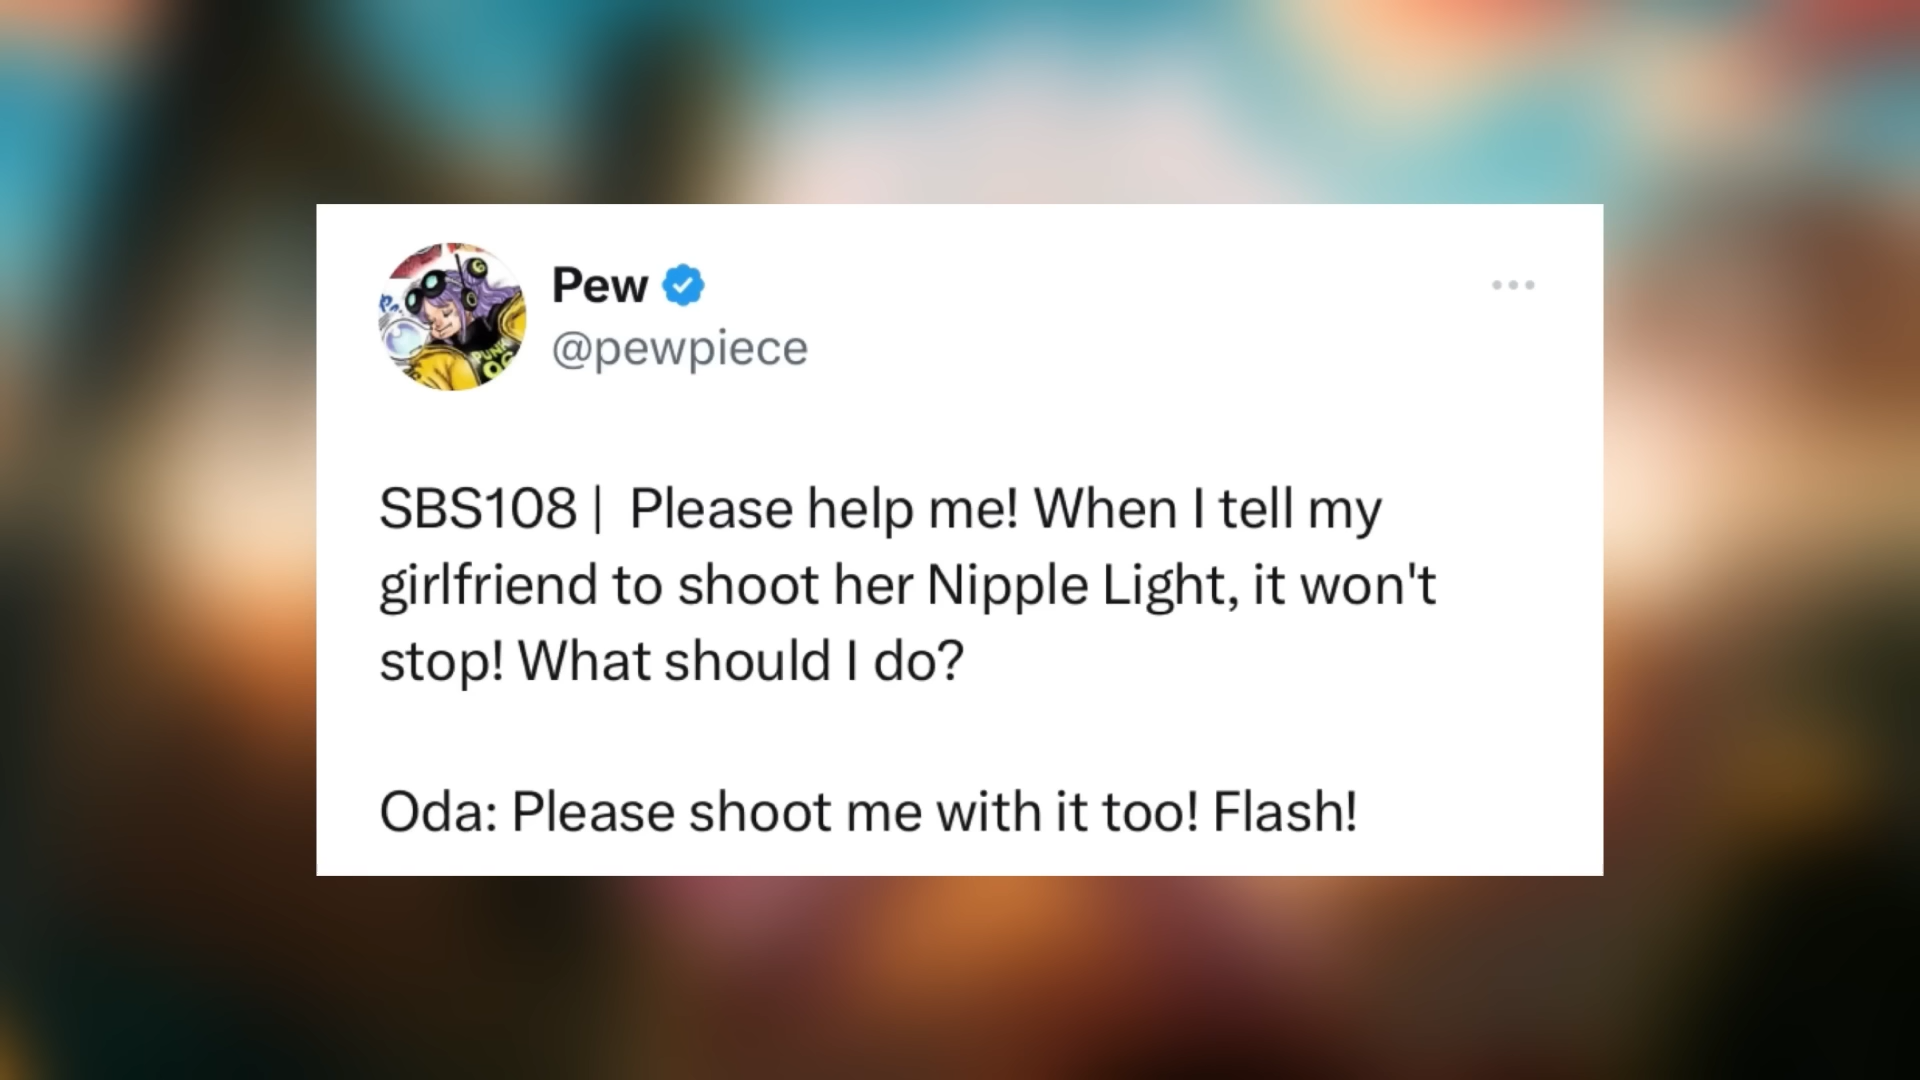 Pew
@pewpiece
SBS108 | Please help me! When I tell my
girlfriend to shoot her Nipple Light, it won't
stop! What should I do?
Oda: Please shoot me with it too! Flash!